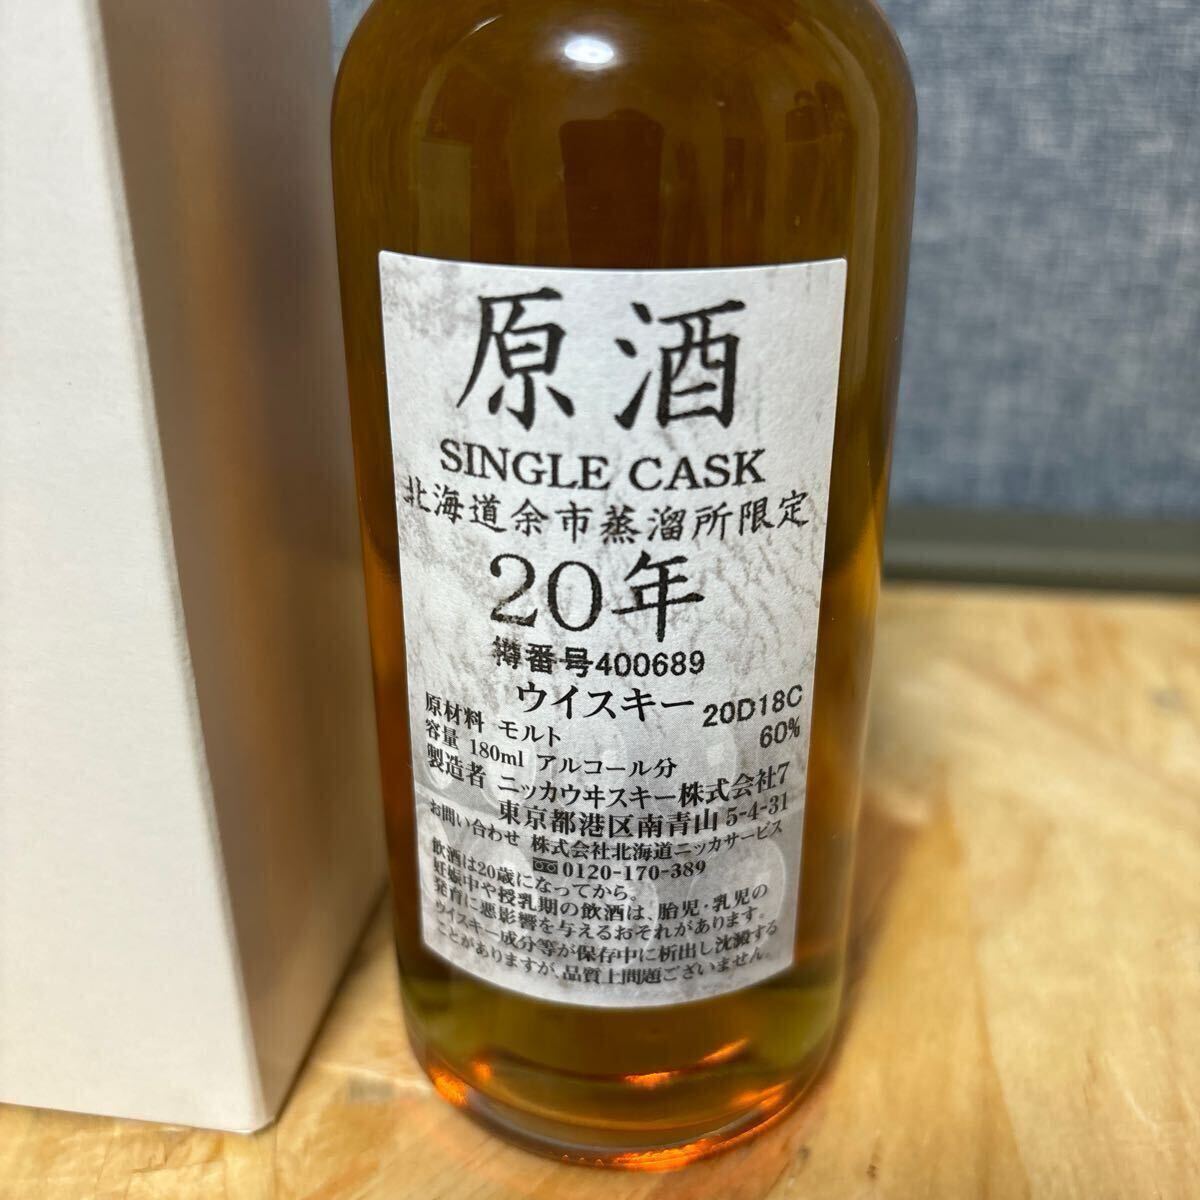 原酒
SINGLE CASK
北海道余市蒸溜所限定
20年
樽番号400689
ウイスキー 20D18C
原材料 モルト
容量 180ml アルコール分 60%
製造者 ニッカウヰスキー株式会社7
東京都港区南青山 5-4-31
お問い合わせ 株式会社北海道ニッカサービス
0120-170-389
飲酒は20歳になってから。
妊娠中や授乳期の飲酒は、胎児・乳児の
発育に悪影響を与えるおそれがあります。
ウイスキー成分等が保存中に析出し沈澱する
ことがありますが、品質上問題ございません。